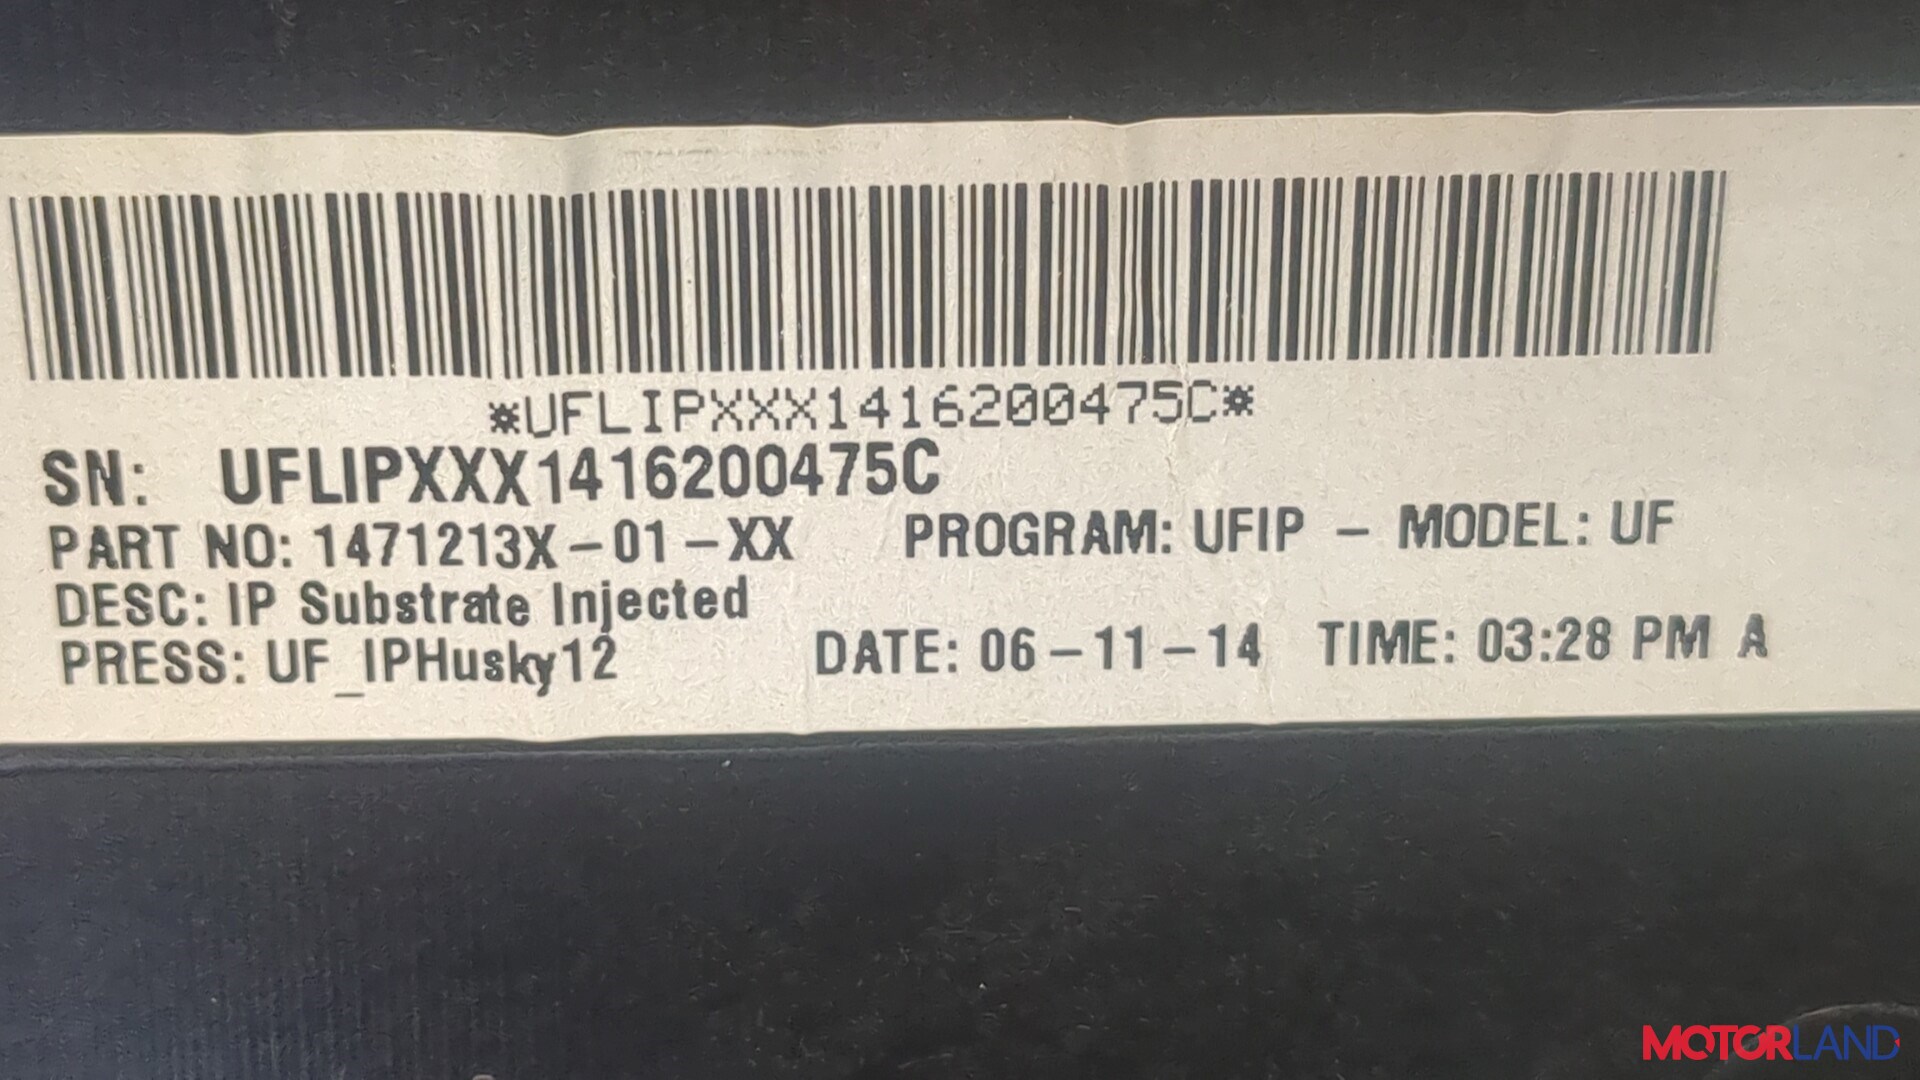 *UFLIPXXX1416200475C*
SN: UFLIPXXX1416200475C
PART NO: 1471213X-01-XX PROGRAM: UFIP - MODEL: UF
DESC: IP Substrate Injected
PRESS: UF_IPHusky12 DATE: 06-11-14 TIME: 03:28 PM A
MOTORLAND